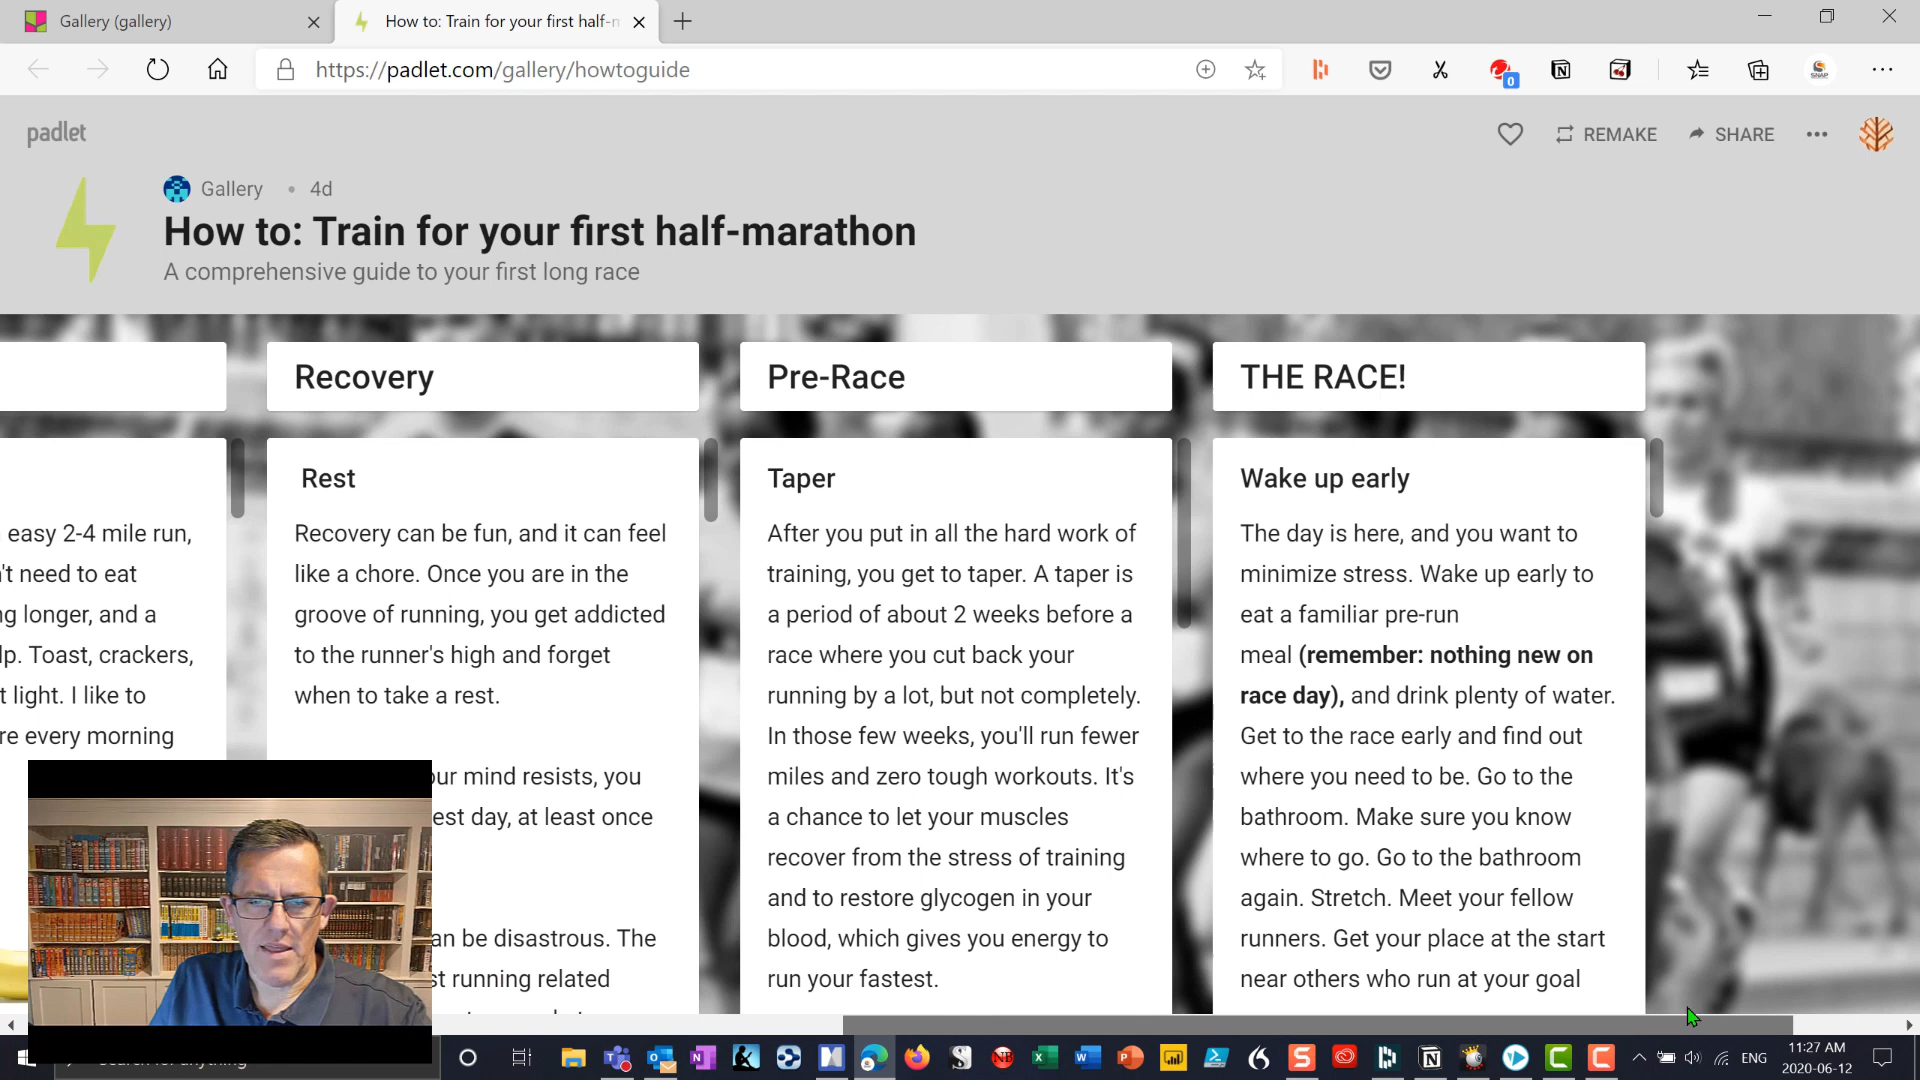 Gallery (gallery)
How to: Train for your first half-m
https://padlet.com/gallery/howtoguide
0
SNAP
padlet
REMAKE
SHARE
Gallery • 4d
How to: Train for your first half-marathon
A comprehensive guide to your first long race
Recovery
Pre-Race
THE RACE!
easy 2-4 mile run,
't need to eat
ng longer, and a
lp. Toast, crackers,
t light. I like to
re every morning
Rest
Recovery can be fun, and it can feel
like a chore. Once you are in the
groove of running, you get addicted
to the runner's high and forget
when to take a rest.
our mind resists, you
est day, at least once
an be disastrous. The
st running related
Taper
After you put in all the hard work of
training, you get to taper. A taper is
a period of about 2 weeks before a
race where you cut back your
running by a lot, but not completely.
In those few weeks, you'll run fewer
miles and zero tough workouts. It's
a chance to let your muscles
recover from the stress of training
and to restore glycogen in your
blood, which gives you energy to
run your fastest.
Wake up early
The day is here, and you want to
minimize stress. Wake up early to
eat a familiar pre-run
meal (remember: nothing new on
race day), and drink plenty of water.
Get to the race early and find out
where you need to be. Go to the
bathroom. Make sure you know
where to go. Go to the bathroom
again. Stretch. Meet your fellow
runners. Get your place at the start
near others who run at your goal
ENG
11:27 AM
2020-06-12